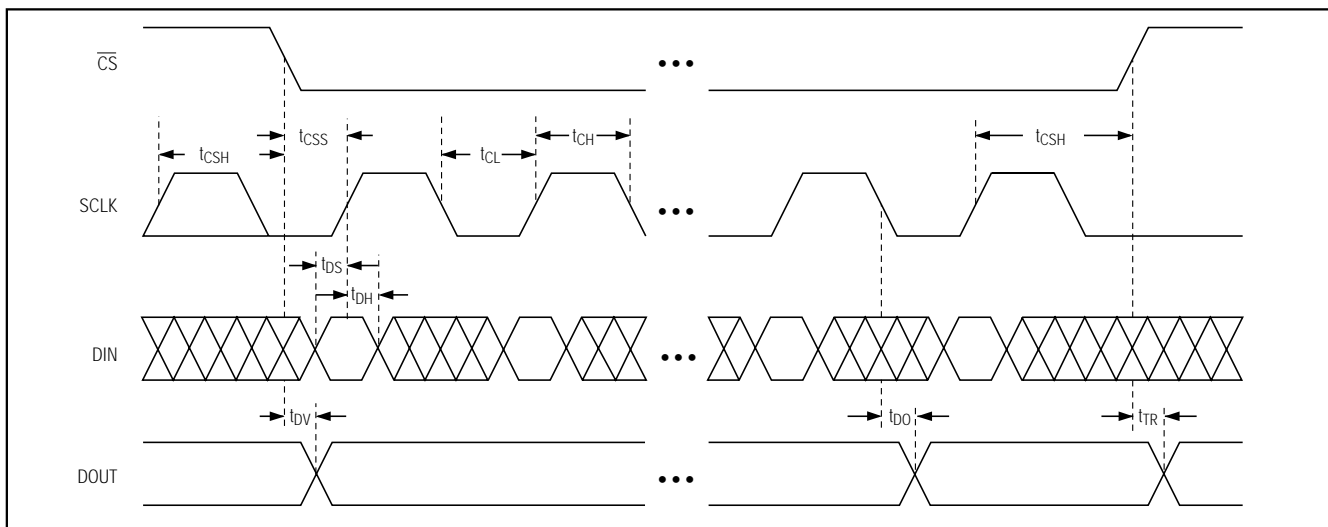 CS
tCSH
tCSS
tCL
tCH
tCSH
SCLK
tDS
tDH
DIN
tDV
tDO
tTR
DOUT